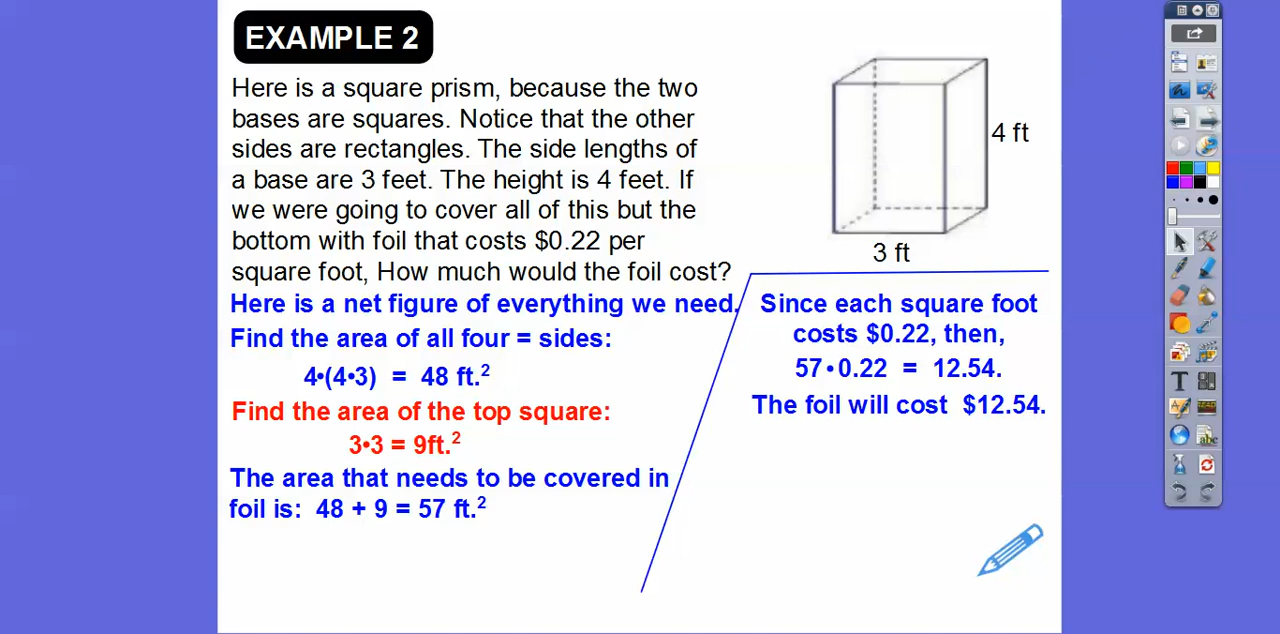 EXAMPLE 2
Here is a square prism, because the two
bases are squares. Notice that the other
sides are rectangles. The side lengths of
a base are 3 feet. The height is 4 feet. If
we were going to cover all of this but the
bottom with foil that costs $0.22 per
square foot, How much would the foil cost?
4 ft
3 ft
Here is a net figure of everything we need.
Find the area of all four = sides:
4•(4•3) = 48 ft.²
Find the area of the top square:
3•3 = 9ft.²
The area that needs to be covered in
foil is: 48 + 9 = 57 ft.²
Since each square foot
costs $0.22, then,
57•0.22 = 12.54.
The foil will cost $12.54.